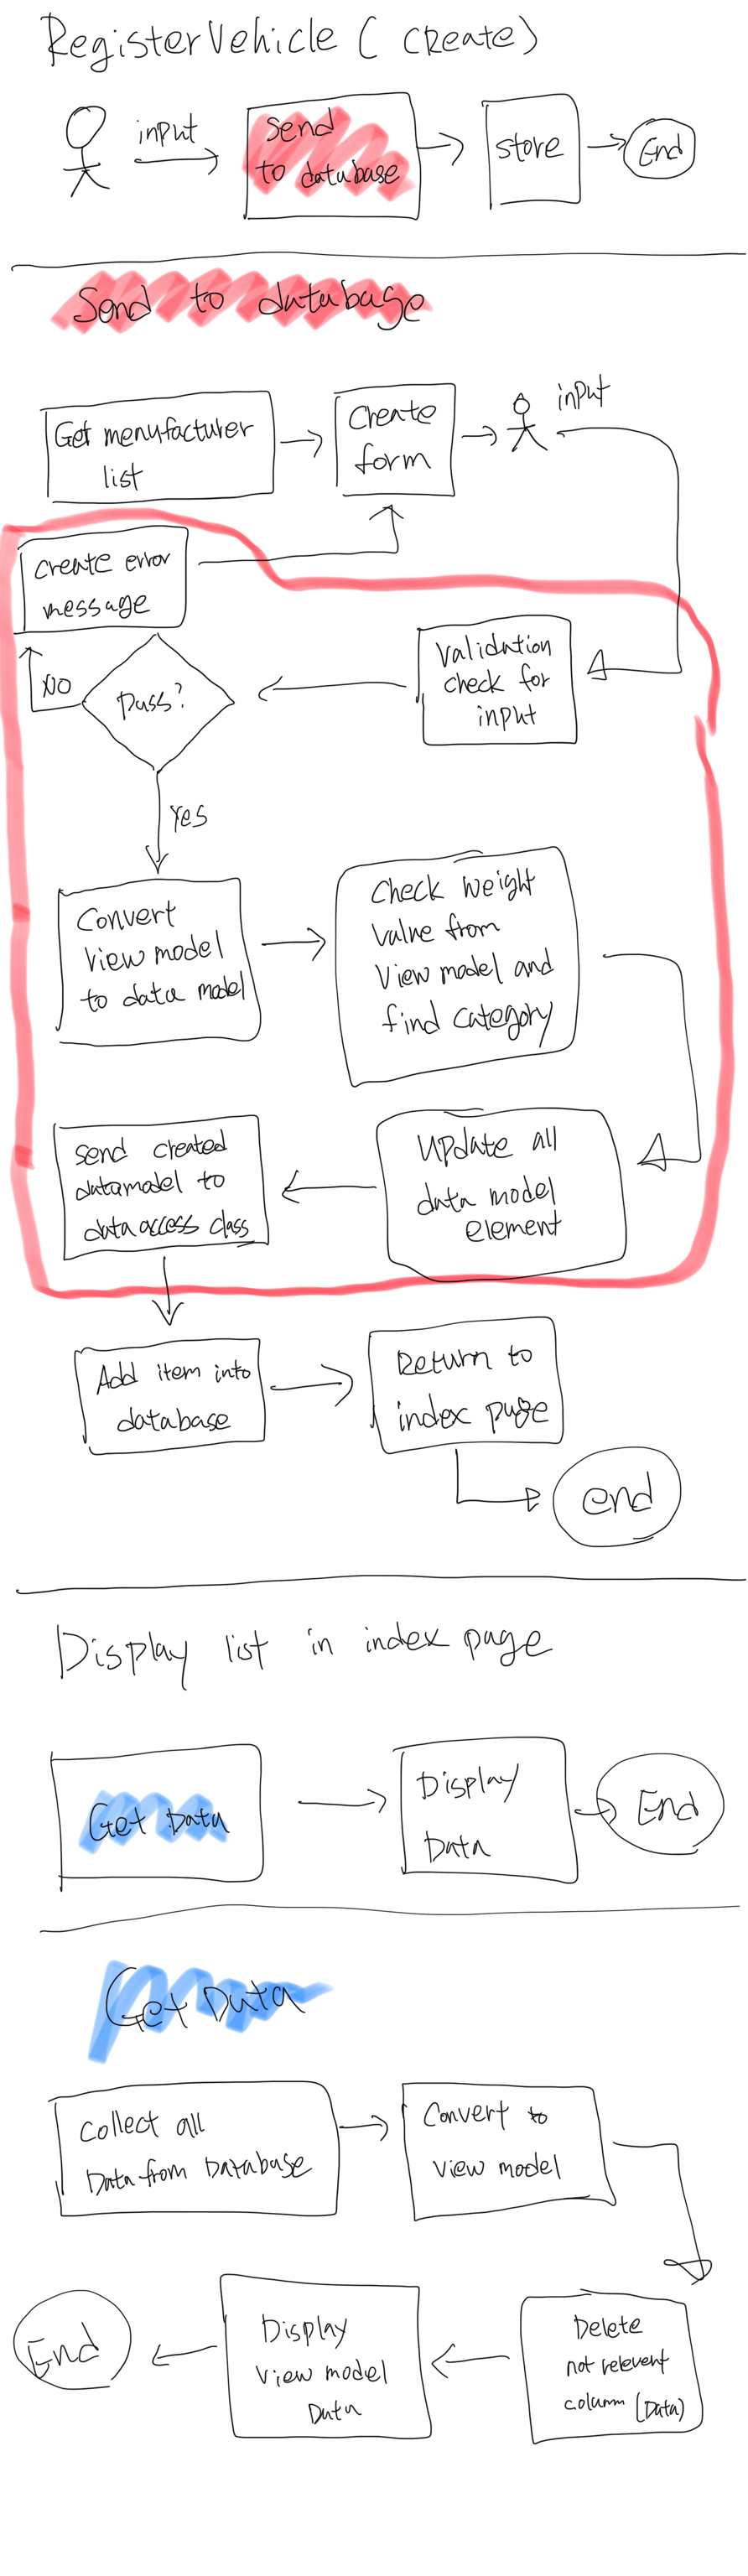 RegisterVehicle ( create)
input
Send
to database
store
End
Send to database
Get menufacturer
list
Create
form
input
create error
message
Validation
check for
input
Pass?
NO
Yes
Convert
View model
to data model
Check weight
value from
View model and
find category
Send created
datamodel to
data access class
Update all
data model
element
Add item into
database
Return to
index page
end
Display list in index page
Get Data
Display
Data
End
Get Data
collect all
Data from Database
Convert to
View model
Delete
not relevent
column (Data)
Display
View model
Data
End